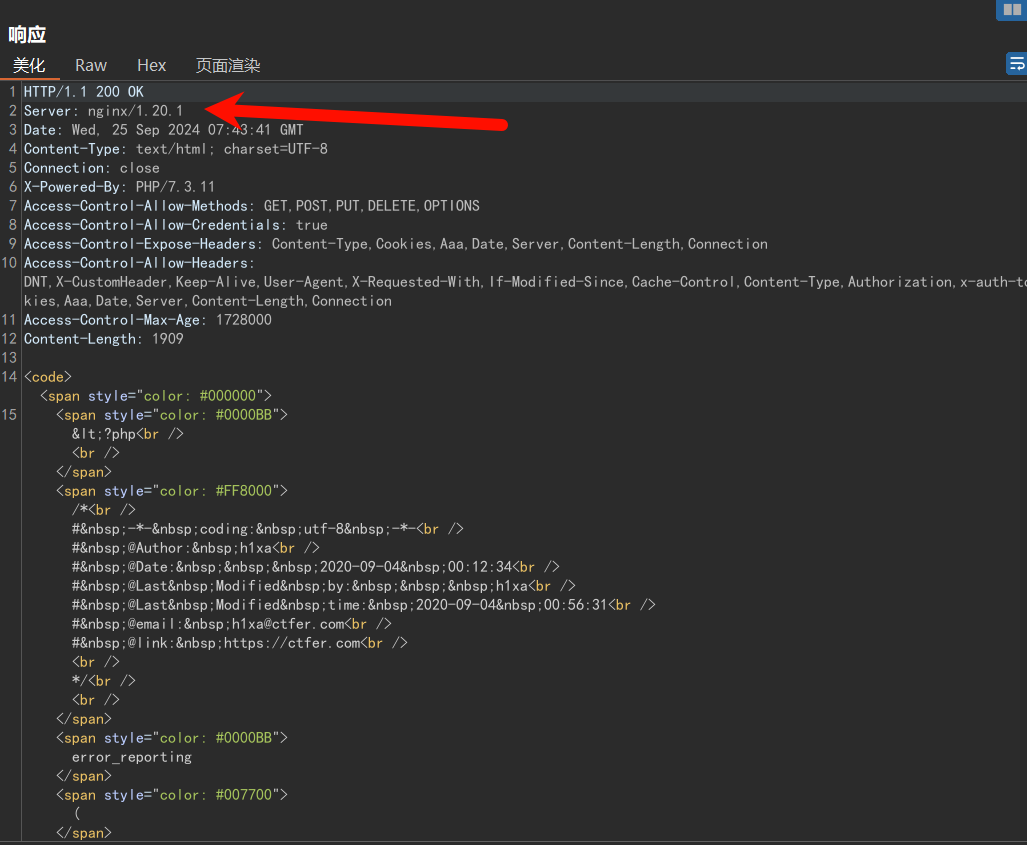 响应
美化 Raw Hex 页面渲染
1 HTTP/1.1 200 OK
2 Server: nginx/1.20.1
3 Date: Wed, 25 Sep 2024 07:43:41 GMT
4 Content-Type: text/html; charset=UTF-8
5 Connection: close
6 X-Powered-By: PHP/7.3.11
7 Access-Control-Allow-Methods: GET,POST,PUT,DELETE,OPTIONS
8 Access-Control-Allow-Credentials: true
9 Access-Control-Expose-Headers: Content-Type,Cookies,Aaa,Date,Server,Content-Length,Connection
10 Access-Control-Allow-Headers:
DNT,X-CustomHeader,Keep-Alive,User-Agent,X-Requested-With,If-Modified-Since,Cache-Control,Content-Type,Authorization,x-auth-to
kies,Aaa,Date,Server,Content-Length,Connection
11 Access-Control-Max-Age: 1728000
12 Content-Length: 1909
13
14 <code>
<span style="color: #000000">
15 <span style="color: #0000BB">
&lt;?php<br />
<br />
</span>
<span style="color: #FF8000">
/*<br />
#&nbsp;-*-&nbsp;coding:&nbsp;utf-8&nbsp;-*-<br />
#&nbsp;@Author:&nbsp;h1xa<br />
#&nbsp;@Date:&nbsp;&nbsp;&nbsp;2020-09-04&nbsp;00:12:34<br />
#&nbsp;@Last&nbsp;Modified&nbsp;by:&nbsp;&nbsp;&nbsp;h1xa<br />
#&nbsp;@Last&nbsp;Modified&nbsp;time:&nbsp;2020-09-04&nbsp;00:56:31<br />
#&nbsp;@email:&nbsp;h1xa@ctfer.com<br />
#&nbsp;@link:&nbsp;https://ctfer.com<br />
<br />
*/<br />
<br />
</span>
<span style="color: #0000BB">
error_reporting
</span>
<span style="color: #007700">
(
</span>